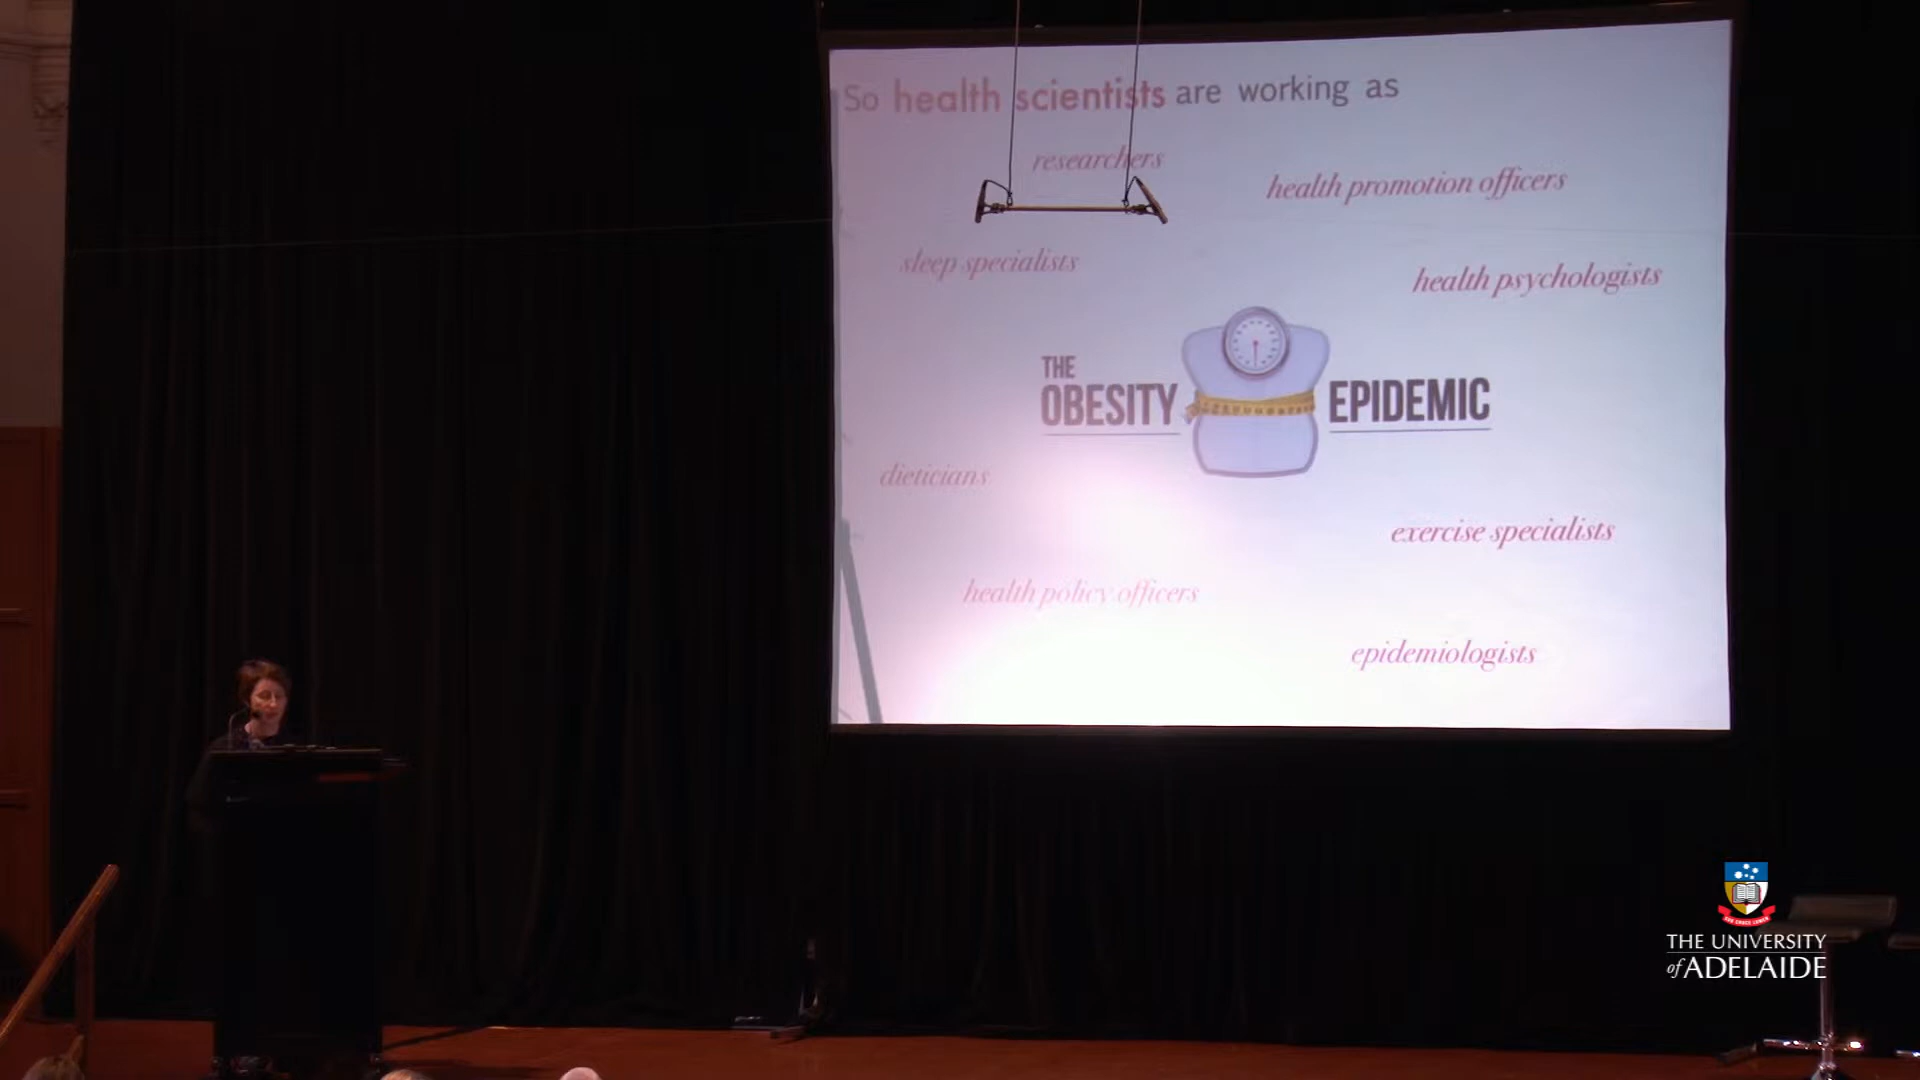 So health scientists are working as
researchers
health promotion officers
sleep specialists
health psychologists
THE
OBESITY
EPIDEMIC
dieticians
exercise specialists
health policy officers
epidemiologists
THE UNIVERSITY
of ADELAIDE